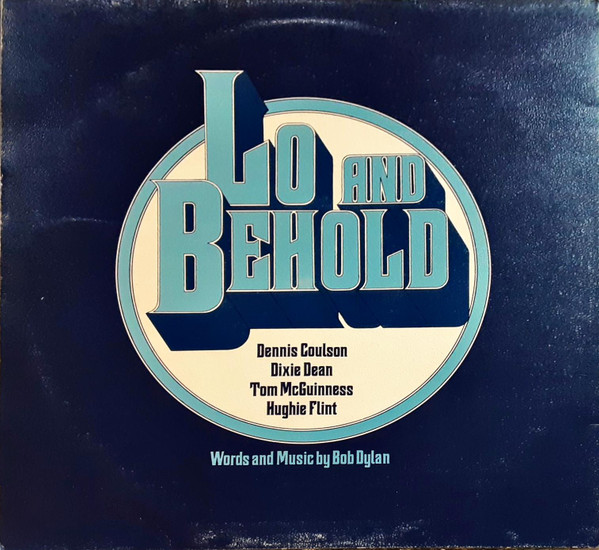 LO AND
BEHOLD
Dennis Coulson
Dixie Dean
Tom McGuinness
Hughie Flint
Words and Music by Bob Dylan